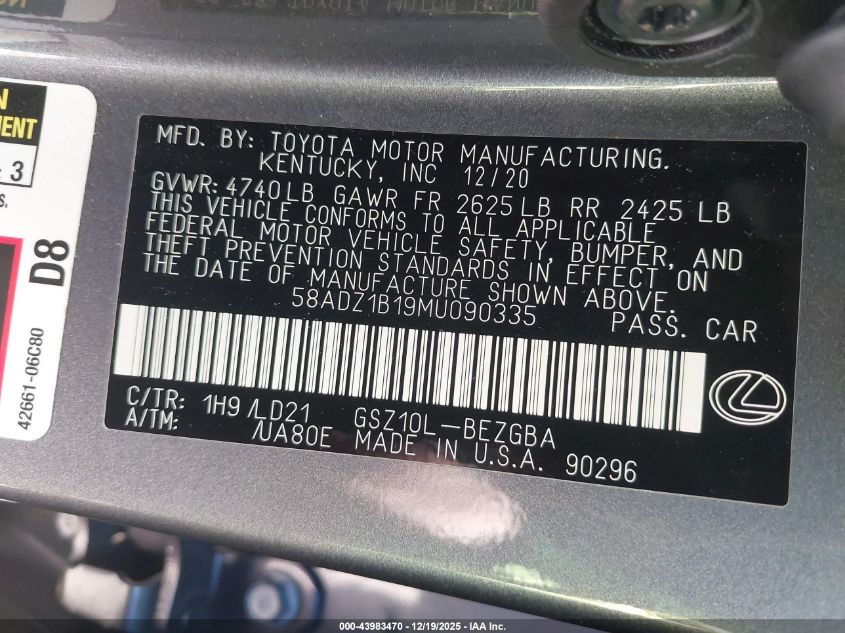 MENT
: 3
S.
D8
42661-06C80
MFD. BY: TOYOTA MOTOR MANUFACTURING.
KENTUCKY, INC 12/20
GVWR: 4740LB GAWR FR 2625LB RR 2425LB
THIS VEHICLE CONFORMS TO ALL APPLICABLE
FEDERAL MOTOR VEHICLE SAFETY, BUMPER, AND
THEFT PREVENTION STANDARDS IN EFFECT ON
THE DATE OF MANUFACTURE SHOWN ABOVE.
58ADZ1B19MU090335 PASS. CAR
C/TR: 1H9 /LD21 GSZ10L-BEZGBA
A/TM: /UA80E MADE IN U.S.A. 90296
000-43983470 - 12/19/2025 - IAA Inc.